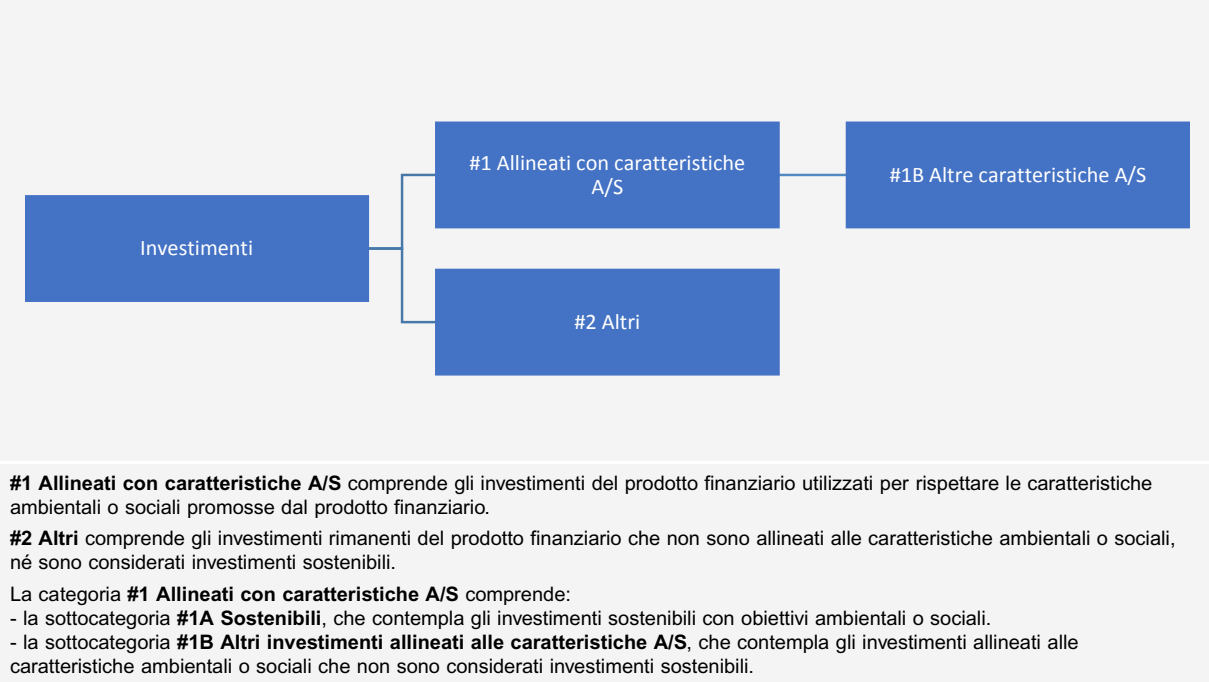 #1 Allineati con caratteristiche
A/S
#1B Altre caratteristiche A/S
Investimenti
#2 Altri
#1 Allineati con caratteristiche A/S comprende gli investimenti del prodotto finanziario utilizzati per rispettare le caratteristiche
ambientali o sociali promosse dal prodotto finanziario.
#2 Altri comprende gli investimenti rimanenti del prodotto finanziario che non sono allineati alle caratteristiche ambientali o sociali,
né sono considerati investimenti sostenibili.
La categoria #1 Allineati con caratteristiche A/S comprende:
- la sottocategoria #1A Sostenibili, che contempla gli investimenti sostenibili con obiettivi ambientali o sociali.
- la sottocategoria #1B Altri investimenti allineati alle caratteristiche A/S, che contempla gli investimenti allineati alle
caratteristiche ambientali o sociali che non sono considerati investimenti sostenibili.